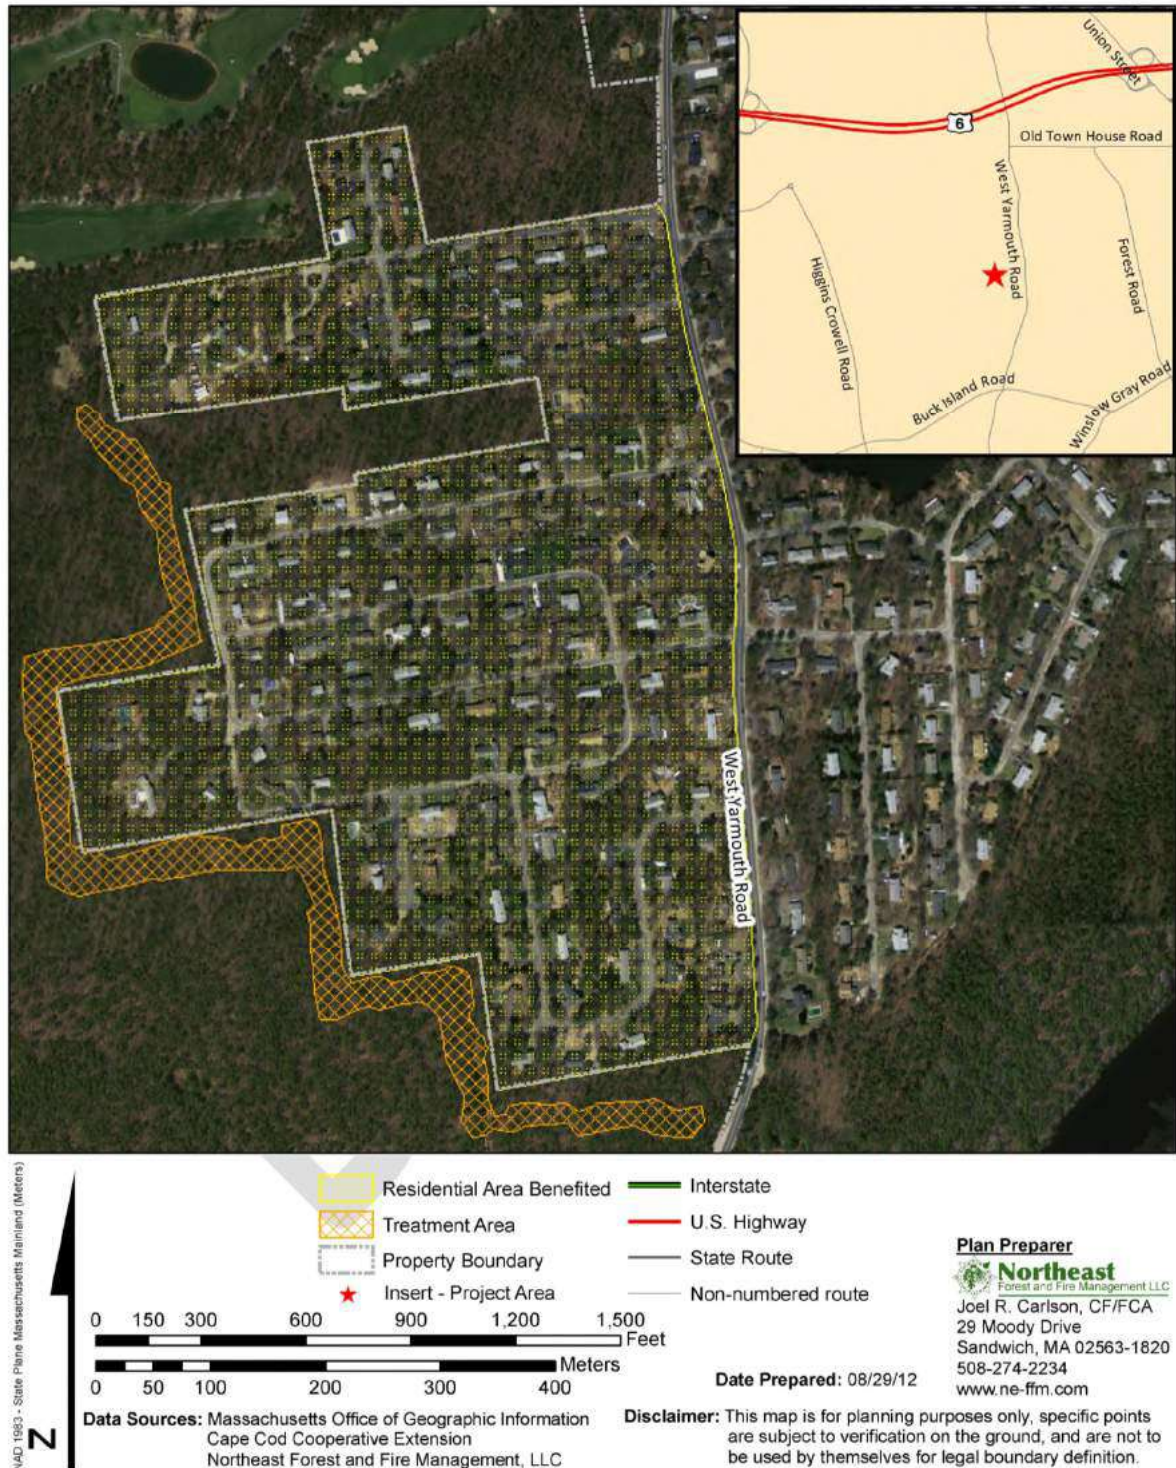 Union Street
6
Old Town House Road
West Yarmouth Road
Forest Road
Higgins Crowell Road
Buck Island Road
Winslow Gray Road
West Yarmouth Road
NAD 1983 - State Plane Massachusetts Mainland (Meters)
N
Residential Area Benefited
Treatment Area
Property Boundary
Insert - Project Area
Interstate
U.S. Highway
State Route
Non-numbered route
0 150 300 600 900 1,200 1,500
Feet
Meters
0 50 100 200 300 400
Data Sources: Massachusetts Office of Geographic Information
Cape Cod Cooperative Extension
Northeast Forest and Fire Management, LLC
Plan Preparer
Northeast
Forest and Fire Management LLC
Joel R. Carlson, CF/FCA
29 Moody Drive
Sandwich, MA 02563-1820
508-274-2234
www.ne-ffm.com
Date Prepared: 08/29/12
Disclaimer: This map is for planning purposes only, specific points
are subject to verification on the ground, and are not to
be used by themselves for legal boundary definition.